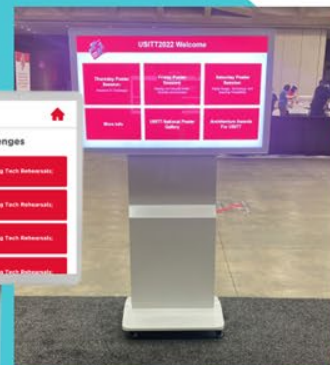 USITT2022 Welcome
Thursday Poster
Session:
Friday Poster
Session:
Saturday Poster
Session:
More Info
USITT National Poster
Gallery
Architecture Awards
For USITT
enges
g Tech Rehearsals;
g Tech Rehearsals;
g Tech Rehearsals;
g Tech Rehearsals;